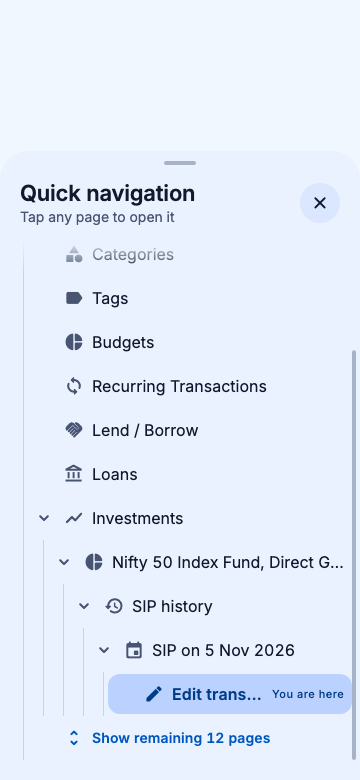 Quick navigation
Tap any page to open it
Categories
Tags
Budgets
Recurring Transactions
Lend / Borrow
Loans
Investments
Nifty 50 Index Fund, Direct G...
SIP history
SIP on 5 Nov 2026
Edit trans... You are here
Show remaining 12 pages